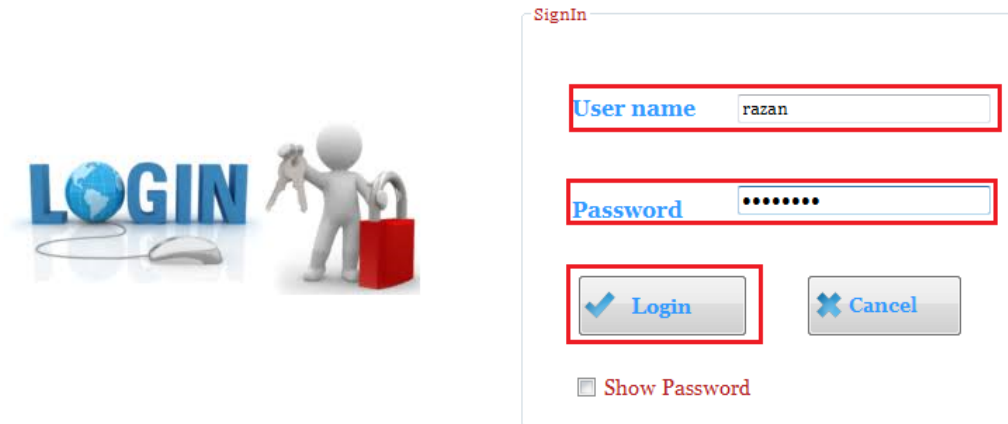 SignIn
User name razan
LOGIN
Password ••••••••
Login Cancel
Show Password